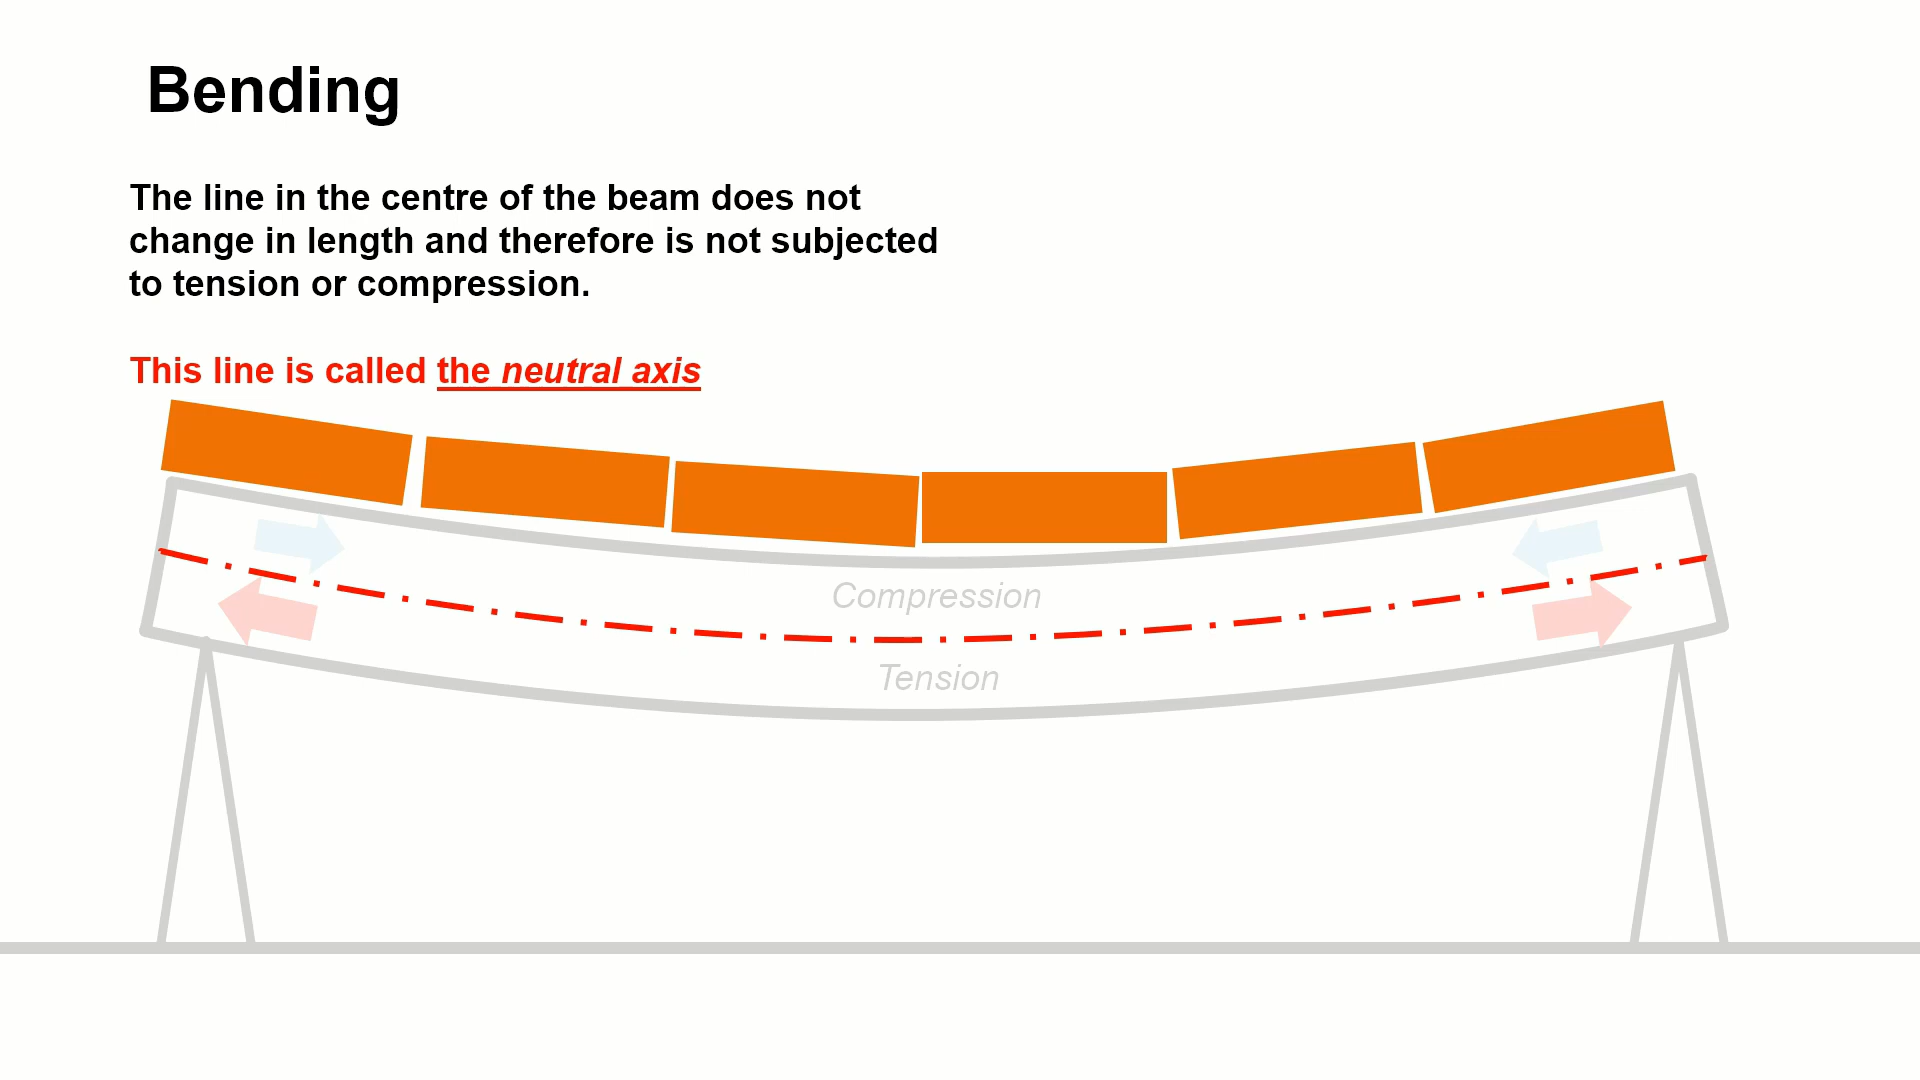 Bending
The line in the centre of the beam does not
change in length and therefore is not subjected
to tension or compression.
This line is called the neutral axis
Compression
Tension